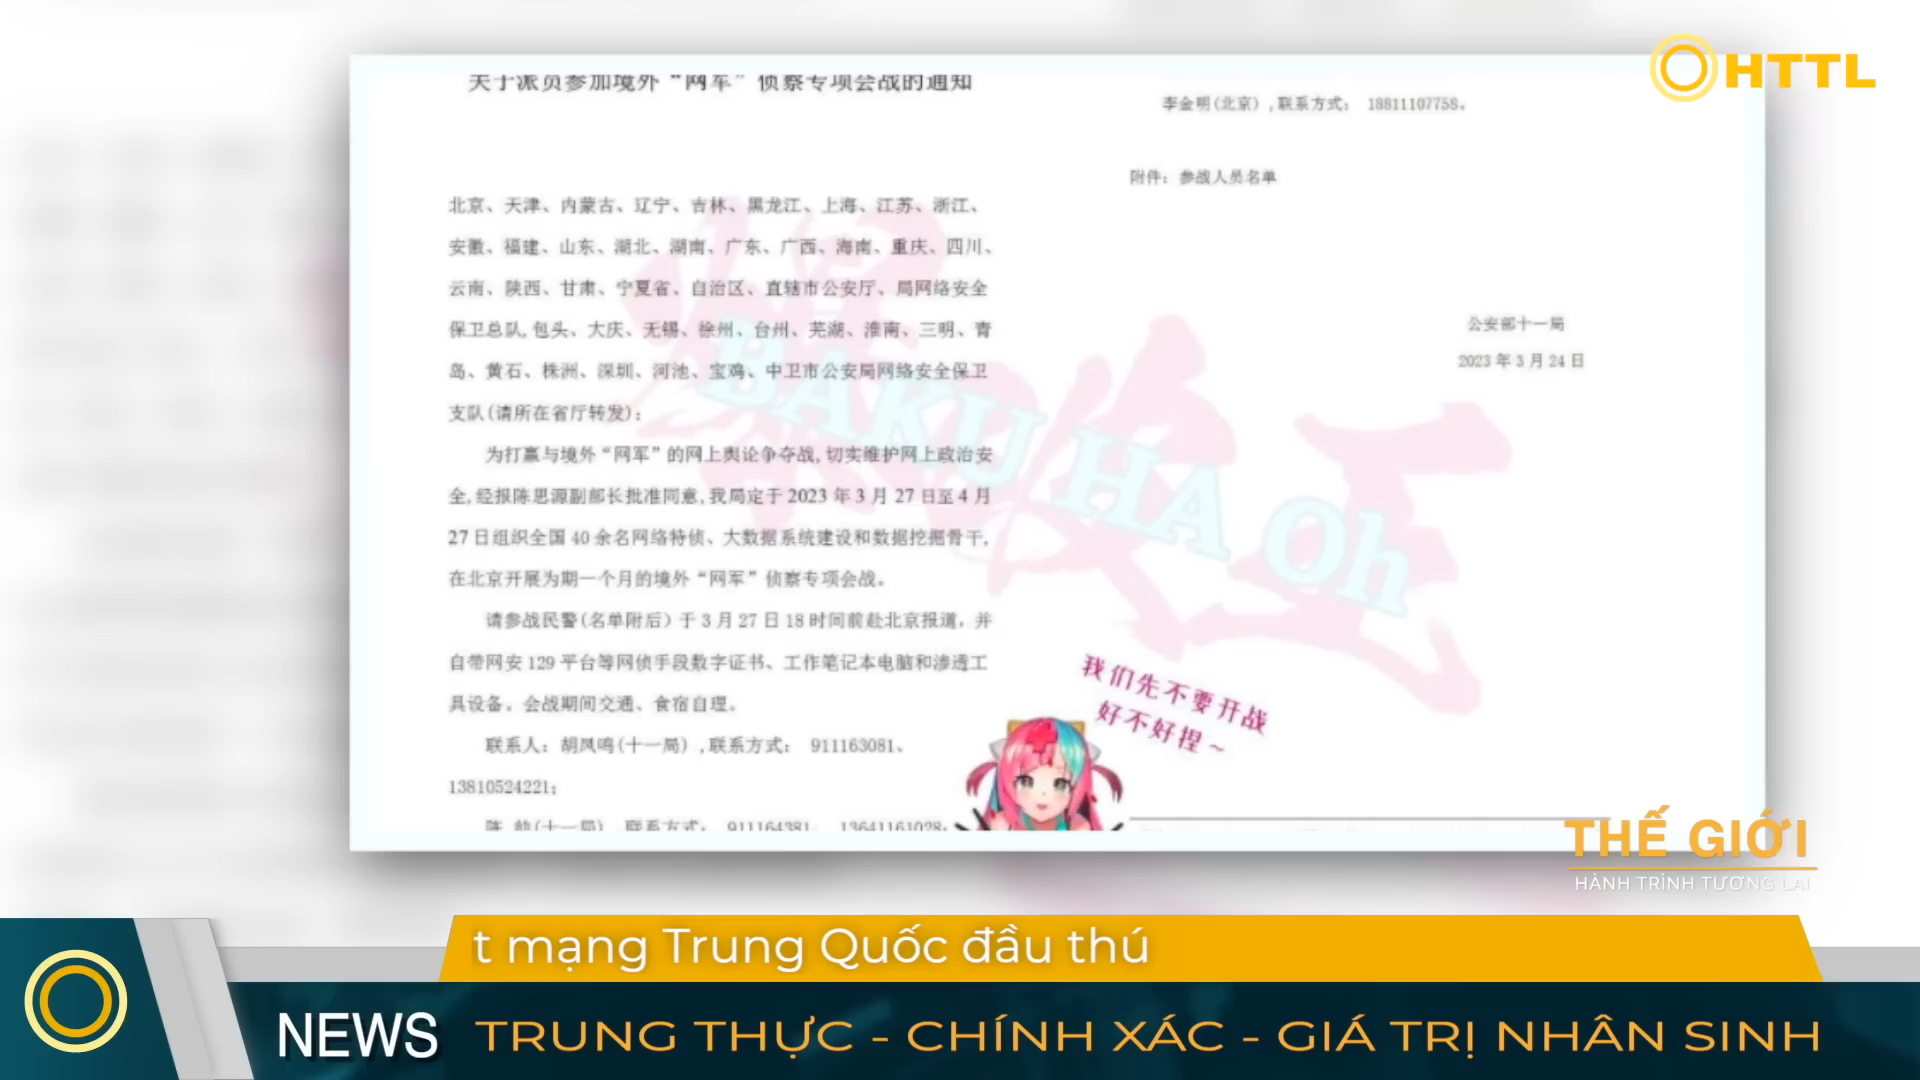 关于派员参加境外“网军”侦察专项会战的通知
北京、天津、内蒙古、辽宁、吉林、黑龙江、上海、江苏、浙江、
安徽、福建、山东、湖北、湖南、广东、广西、海南、重庆、四川、
云南、陕西、甘肃、宁夏省、自治区、直辖市公安厅、局网络安全
保卫总队,包头、大庆、无锡、徐州、台州、芜湖、淮南、三明、青
岛、黄石、株洲、深圳、河池、宝鸡、中卫市公安局网络安全保卫
支队(请所在省厅转发):
为打赢与境外“网军”的网上舆论争夺战,切实维护网上政治安
全,经报陈思源副部长批准同意,我局定于2023年3月27日至4月
27日组织全国40余名网络特侦、大数据系统建设和数据挖掘骨干,
在北京开展为期一个月的境外“网军”侦察专项会战。
请参战民警(名单附后)于3月27日18时间前赴北京报道,并
自带网安129平台等网侦手段数字证书、工作笔记本电脑和渗透工
具设备。会战期间交通、食宿自理。
联系人:胡凤鸣(十一局),联系方式: 911163081、
13810524221;
陈 帅(十一局) 联系方式: 911164381、 13641161028;
李金明(北京),联系方式: 18811107758。
附件:参战人员名单
公安部十一局
2023年3月24日
BAKU HA Oh
我们先不要开战
好不好捏~
HTTL
THẾ GIỚI
HÀNH TRÌNH TƯƠNG LAI
t mạng Trung Quốc đầu thú
NEWS
TRUNG THỰC - CHÍNH XÁC - GIÁ TRỊ NHÂN SINH